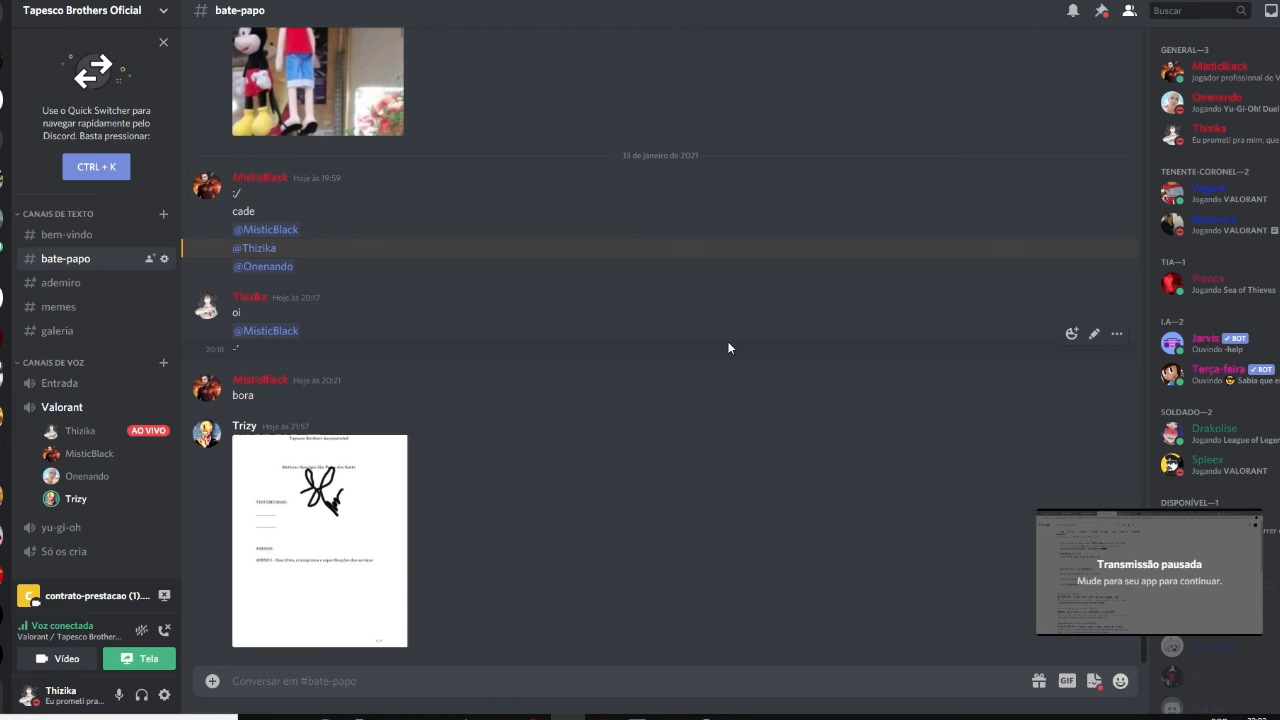 Tapesco Brothers Oficial
Use o Quick Switcher para
navegar rapidamente pelo
Discord. Basta pressionar:
CTRL + K
CANAIS DE TEXTO
# bem-vindo
# bate-papo
# ademiro
# memes
# galeria
CANAIS DE VOZ
Entrada
Valorant
Thizika AO VIVO
MisticBlack
Onenando
Trizy
yu-gi-oh
Só os cria
contrato-prestacao (1)....
Voz conectada
Valorant / Tapesco Brother...
Vídeo
Tela
Thizika
Eu prometi pra...
# bate-papo
Buscar
13 de janeiro de 2021
MisticBlack Hoje às 19:59
:/
cade
@MisticBlack
@Thizika
@Onenando
Thizika Hoje às 20:17
oi
@MisticBlack
20:18 -'
MisticBlack Hoje às 20:21
bora
Trizy Hoje às 21:57
Tapesco Brothers Incorporated
TESTEMUNHAS:
ANEXOS
ANEXO I - Descritivo, cronograma e especificações dos serviços
Conversar em #bate-papo
GIF
GENERAL—3
MisticBlack
jogador profissional de V
Onenando
Jogando Yu-Gi-Oh! Duel
Thizika
Eu prometi pra mim, que
TENENTE-CORONEL—2
Jogando VALORANT
Jogando VALORANT
TIA—1
Pipoca
Jogando Sea of Thieves
I.A—2
Jarvis BOT
Ouvindo -help
Terça-feira BOT
Ouvindo 😎 Sabia que e
SOLDADO—2
Drakolise
Jogando League of Leger
Spleex
Jogando VALORANT
DISPONÍVEL—1
Transmissão pausada
Mude para seu app para continuar.